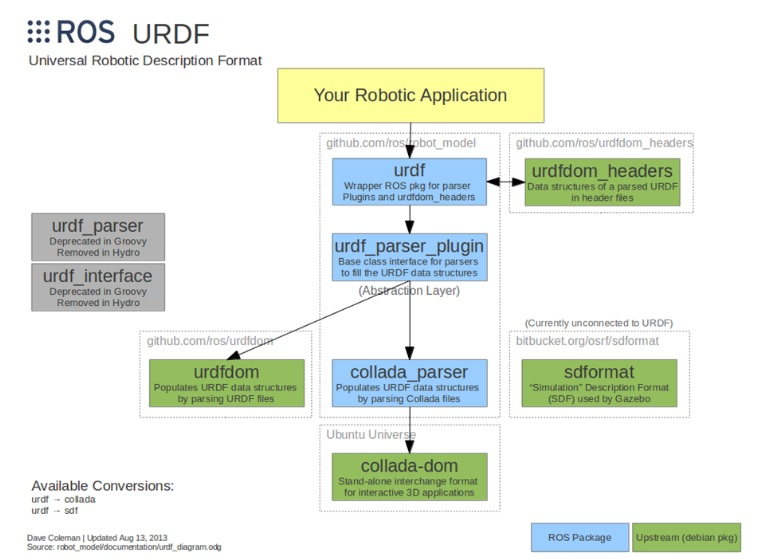 ROS URDF
Universal Robotic Description Format
Your Robotic Application
github.com/ros/robot_model
github.com/ros/urdfdom_headers
urdf
Wrapper ROS pkg for parser
Plugins and urdfdom_headers
urdfdom_headers
Data structures of a parsed URDF
in header files
urdf_parser
Deprecated in Groovy
Removed in Hydro
urdf_interface
Deprecated in Groovy
Removed in Hydro
urdf_parser_plugin
Base class interface for parsers
to fill the URDF data structures
(Abstraction Layer)
(Currently unconnected to URDF)
github.com/ros/urdfdom
bitbucket.org/osrf/sdformat
urdfdom
Populates URDF data structures
by parsing URDF files
collada_parser
Populates URDF data structures
by parsing Collada files
sdformat
“Simulation” Description Format
(SDF) used by Gazebo
Ubuntu Universe
collada-dom
Stand-alone interchange format
for interactive 3D applications
Available Conversions:
urdf → collada
urdf → sdf
Dave Coleman | Updated Aug 13, 2013
Source: robot_model/documentation/urdf_diagram.odg
ROS Package
Upstream (debian pkg)